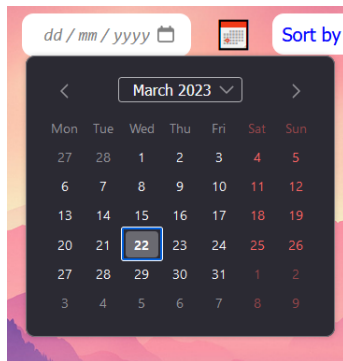 dd / mm / yyyy Sort by
March 2023
Mon Tue Wed Thu Fri Sat Sun
27 28 1 2 3 4 5
6 7 8 9 10 11 12
13 14 15 16 17 18 19
20 21 22 23 24 25 26
27 28 29 30 31 1 2
3 4 5 6 7 8 9